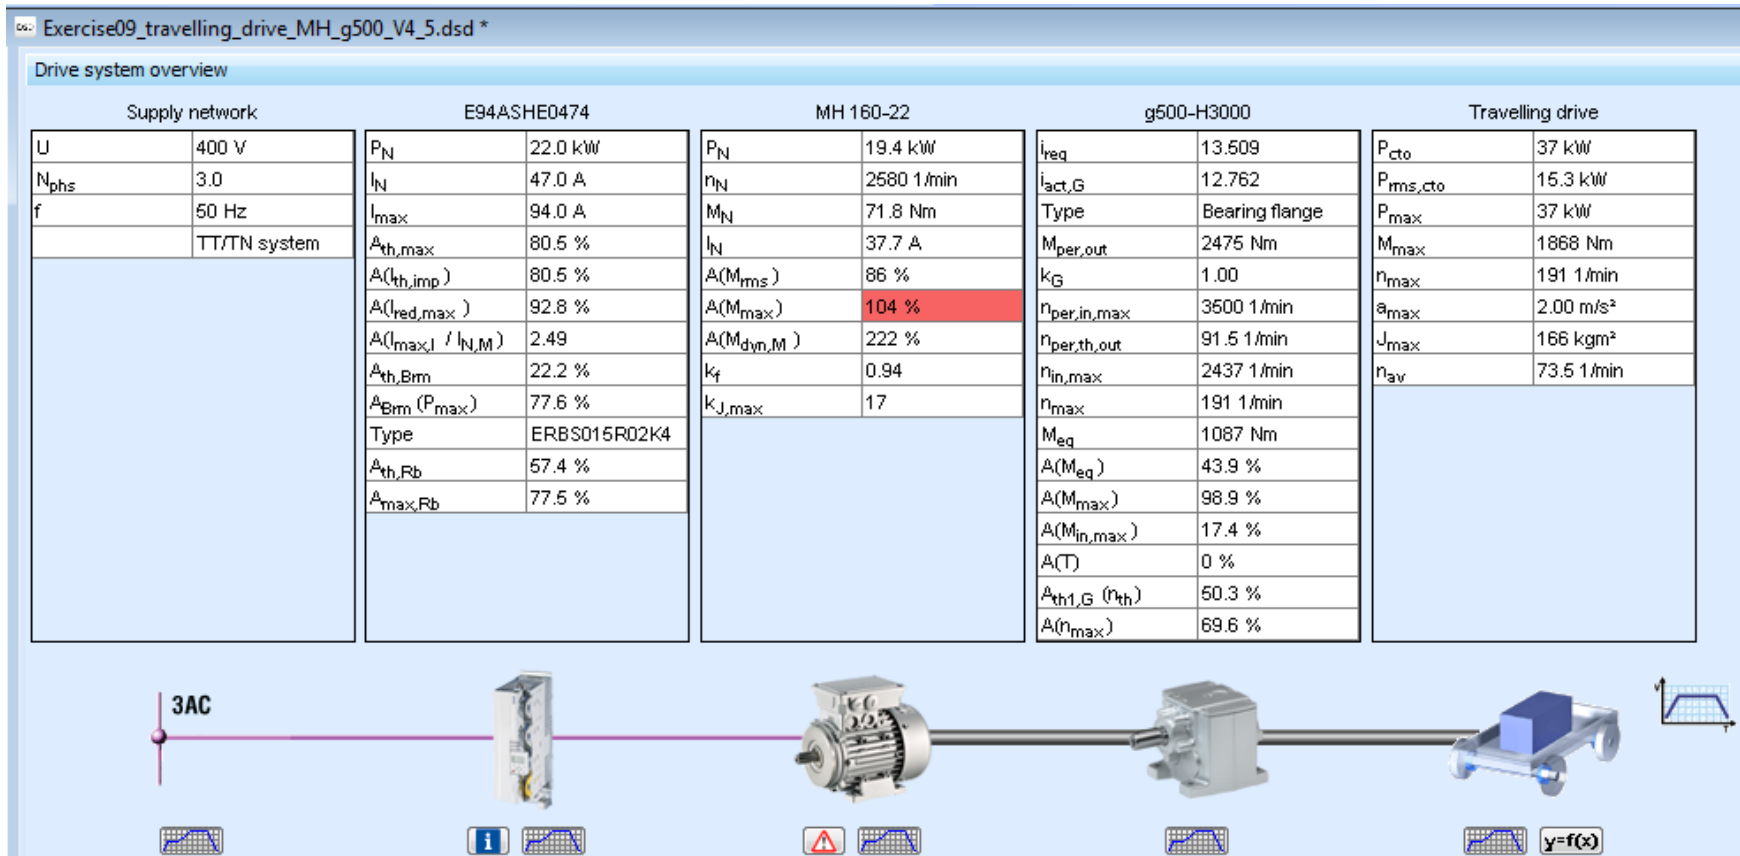 Exercise09_travelling_drive_MH_g500_V4_5.dsd *
Drive system overview
Supply network
U 400 V
Nphs 3.0
f 50 Hz
TT/TN system
E94ASHE0474
PN 22.0 kW
IN 47.0 A
Imax 94.0 A
Ath,max 80.5 %
A(Ith,imp) 80.5 %
A(Ired,max) 92.8 %
A(Imax,I / IN,M) 2.49
Ath,Brm 22.2 %
ABrm (Pmax) 77.6 %
Type ERBS015R02K4
Ath,Rb 57.4 %
Amax,Rb 77.5 %
MH 160-22
PN 19.4 kW
nN 2580 1/min
MN 71.8 Nm
IN 37.7 A
A(Mrms) 86 %
A(Mmax) 104 %
A(Mdyn,M) 222 %
kf 0.94
kJ,max 17
g500-H3000
ireq 13.509
iact,G 12.762
Type Bearing flange
Mper,out 2475 Nm
kG 1.00
nper,in,max 3500 1/min
nper,th,out 91.5 1/min
nin,max 2437 1/min
nmax 191 1/min
Meq 1087 Nm
A(Meq) 43.9 %
A(Mmax) 98.9 %
A(Min,max) 17.4 %
A(T) 0 %
Ath1,G (nth) 50.3 %
A(nmax) 69.6 %
Travelling drive
Pcto 37 kW
Prms,cto 15.3 kW
Pmax 37 kW
Mmax 1868 Nm
nmax 191 1/min
amax 2.00 m/s²
Jmax 166 kgm²
nav 73.5 1/min
3AC
V
T
i
y=f(x)